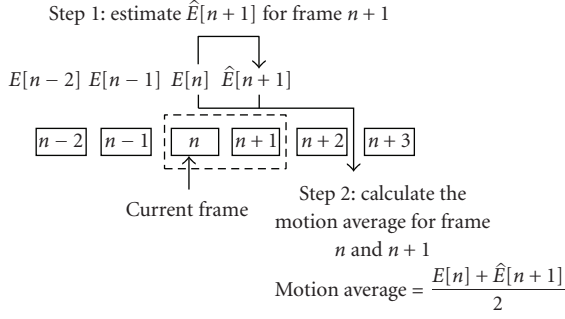 Step 1: estimate Ê[n + 1] for frame n + 1
E[n − 2] E[n − 1] E[n] Ê[n + 1]
n − 2 n − 1 n n + 1 n + 2 n + 3
Current frame
Step 2: calculate the
motion average for frame
n and n + 1
Motion average = (E[n] + Ê[n + 1]) / 2